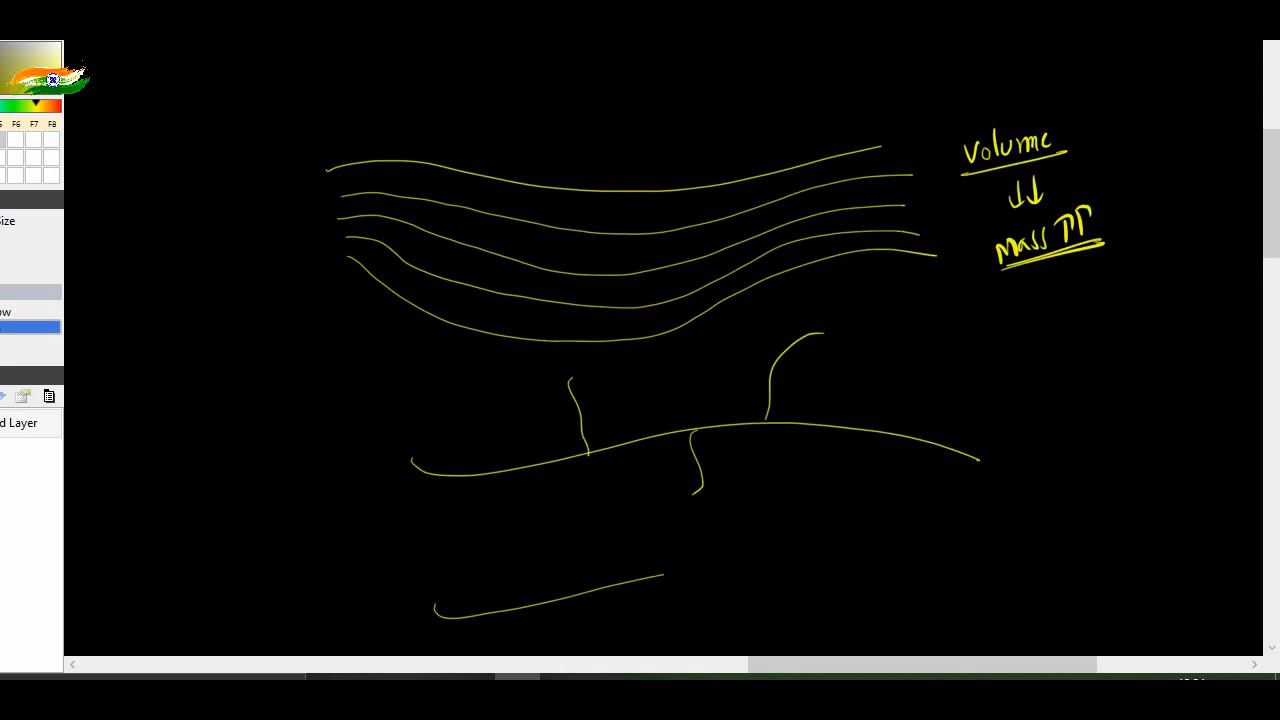 F6 F7 F8
Size
ow
d Layer
volume
↓↓
mass ↑↑